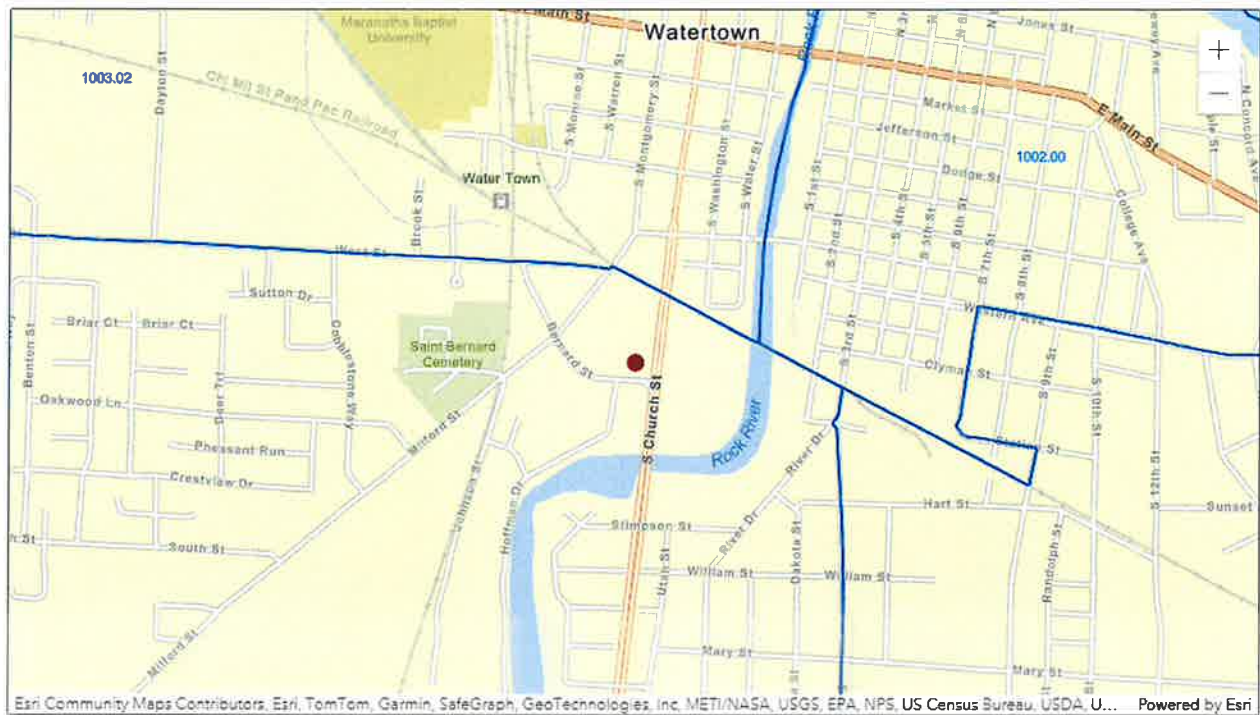 E Main St
Maranatha Baptist
University
Watertown
Jones St
1003.02
Dayton St
Chi Mil St P and Pac Railroad
S Monroe St
S Warren St
S Montgomery St
Market St
Jefferson St
E Main St
N Concord Ave
1002.00
Dodge St
Water Town
S Washington St
S Water St
S 1st St
S 2nd St
S 4th St
S 5th St
S 6th St
S 7th St
S 8th St
College Ave
Brook St
West St
Sutton Dr
Western Ave
Briar Ct
Briar Ct
Benton St
Cobblestone Way
Saint Bernard
Cemetery
Bernard St
S 3rd St
Clyman St
S 9th St
S 10th St
Oakwood Ln
Deer Trl
Milford St
S Church St
Rock River
River Dr
Station St
Pheasant Run
Crestview Dr
Johnson St
Hoffman Dr
S 12th St
Hart St
Sunset
Stimpson St
River Dr
Dakota St
South St
Utah St
William St
William St
Randolph St
Milford St
Mary St
Mary St
Esri Community Maps Contributors, Esri, TomTom, Garmin, SafeGraph, GeoTechnologies, Inc, METI/NASA, USGS, EPA, NPS, US Census Bureau, USDA, U... Powered by Esri